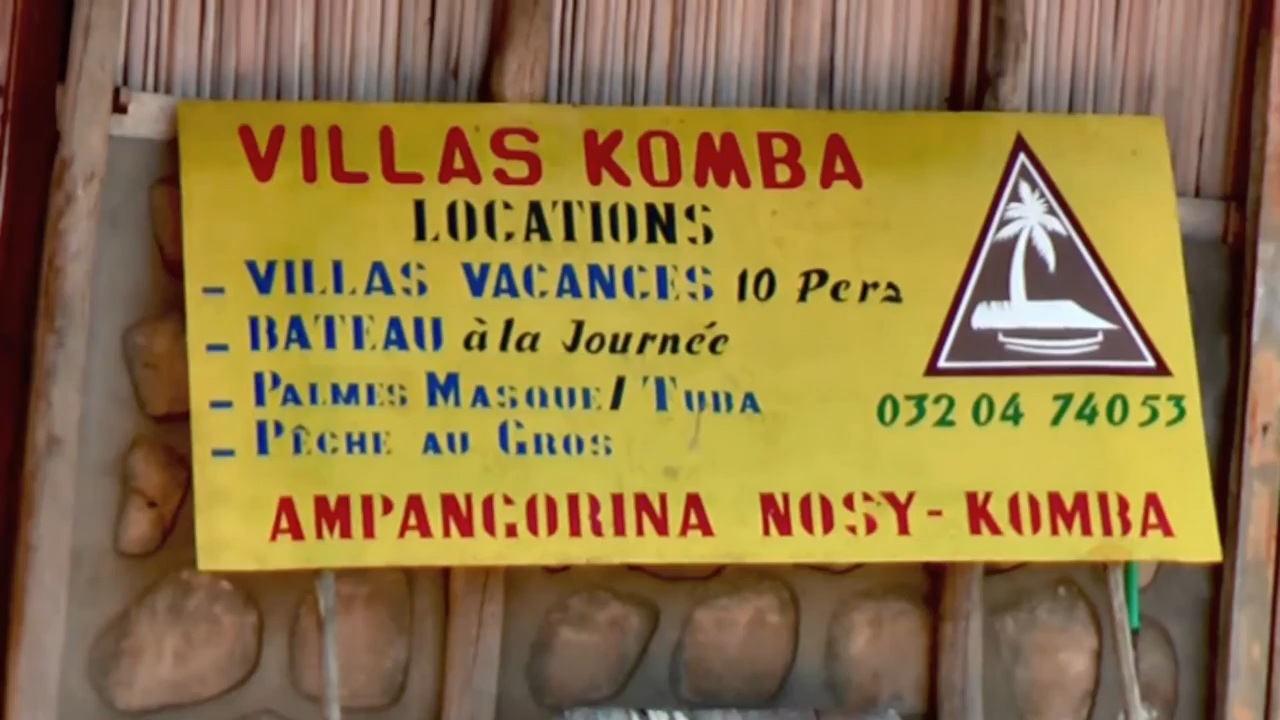 VILLAS KOMBA
LOCATIONS
- VILLAS VACANCES 10 Pers
- BATEAU à la Journée
- PALMES MASQUE/ TUBA
- PÊCHE AU GROS
032 04 74053
AMPANGORINA NOSY-KOMBA